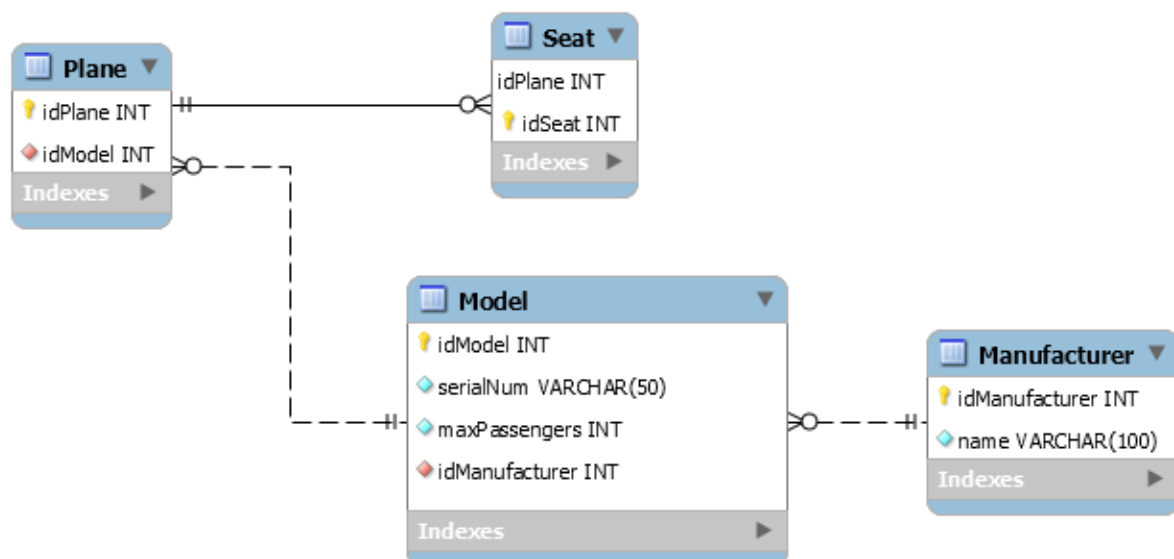 Plane
idPlane INT
idModel INT
Indexes
Seat
idPlane INT
idSeat INT
Indexes
Model
idModel INT
serialNum VARCHAR(50)
maxPassengers INT
idManufacturer INT
Indexes
Manufacturer
idManufacturer INT
name VARCHAR(100)
Indexes